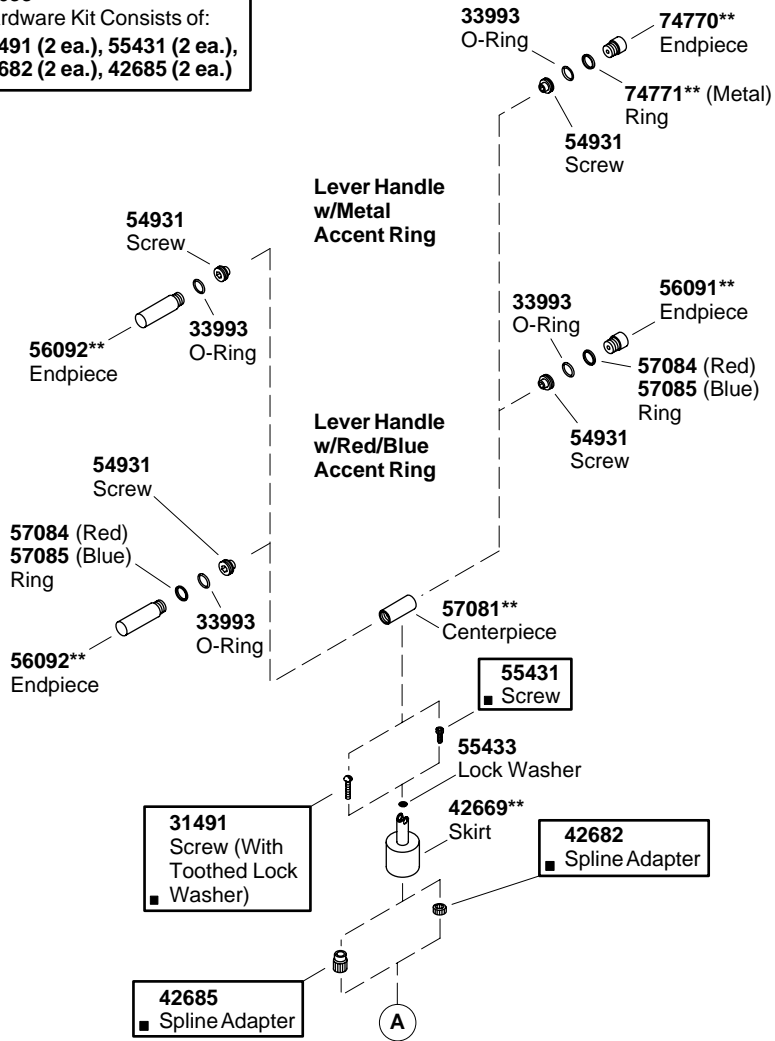 rdware Kit Consists of:
491 (2 ea.), 55431 (2 ea.),
682 (2 ea.), 42685 (2 ea.)
33993
O-Ring
74770**
Endpiece
74771** (Metal)
Ring
54931
Screw
Lever Handle
w/Metal
Accent Ring
54931
Screw
33993
O-Ring
56092**
Endpiece
33993
O-Ring
56091**
Endpiece
57084 (Red)
57085 (Blue)
Ring
54931
Screw
Lever Handle
w/Red/Blue
Accent Ring
54931
Screw
57084 (Red)
57085 (Blue)
Ring
33993
O-Ring
56092**
Endpiece
57081**
Centerpiece
55431
■ Screw
55433
Lock Washer
42669**
Skirt
31491
Screw (With
Toothed Lock
■ Washer)
42682
■ Spline Adapter
42685
■ Spline Adapter
A